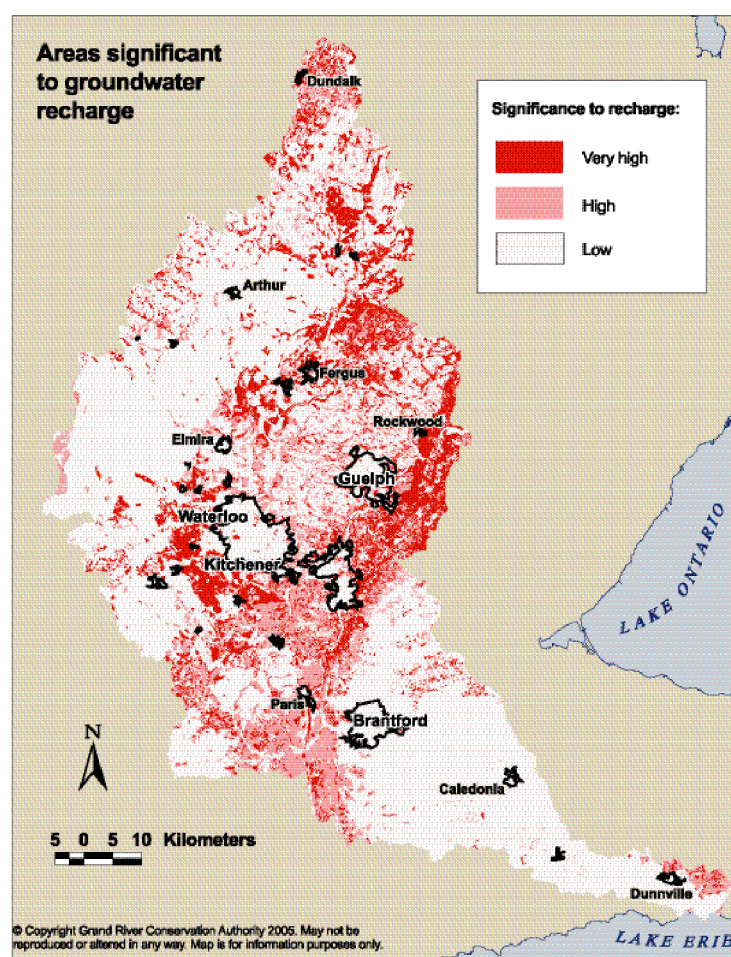 Areas significant
to groundwater
recharge
Dundalk
Significance to recharge:
Very high
High
Low
Arthur
Fergus
Rockwood
Elmira
Guelph
Waterloo
Kitchener
LAKE ONTARIO
Paris
Brantford
N
Caledonia
5 0 5 10 Kilometers
Dunnville
© Copyright Grand River Conservation Authority 2005. May not be
reproduced or altered in any way. Map is for information purposes only.
LAKE ERIE